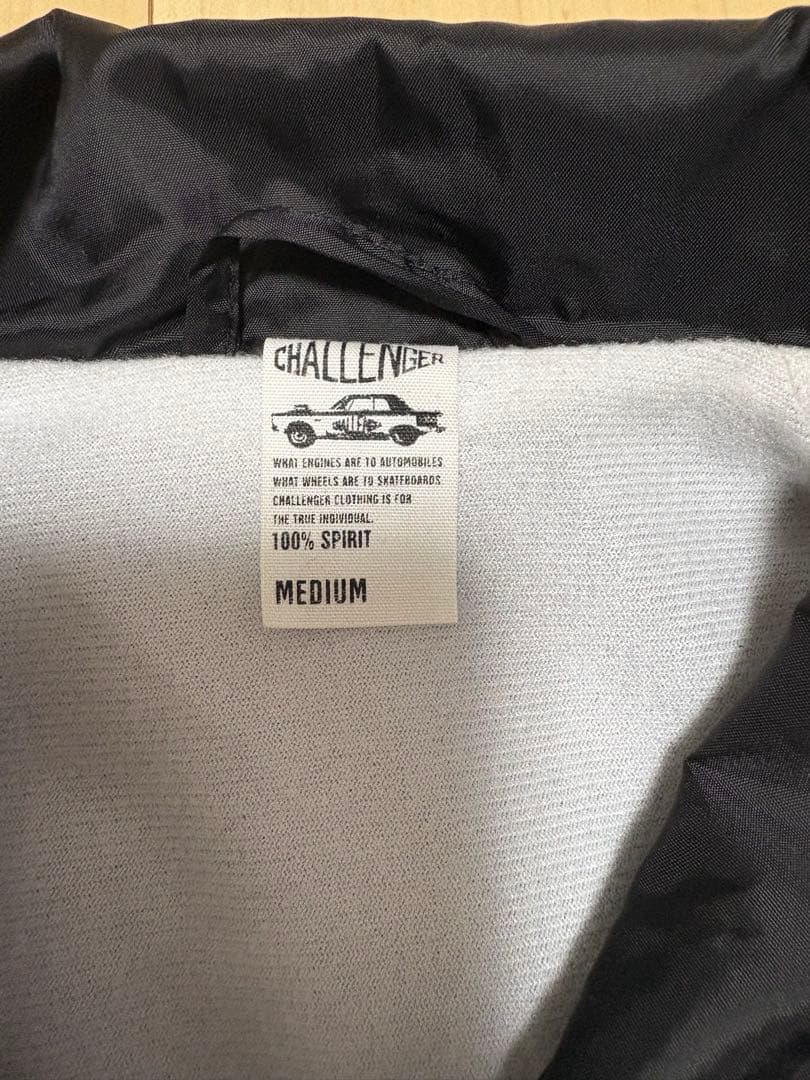 CHALLENGER
WHAT ENGINES ARE TO AUTOMOBILES
WHAT WHEELS ARE TO SKATEBOARDS
CHALLENGER CLOTHING IS FOR
THE TRUE INDIVIDUAL.
100% SPIRIT
MEDIUM